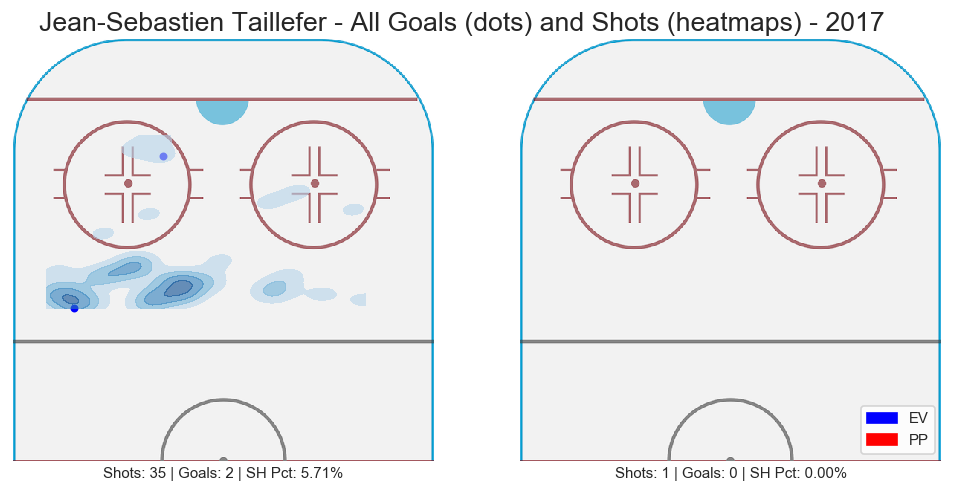 Jean-Sebastien Taillefer - All Goals (dots) and Shots (heatmaps) - 2017
EV
PP
Shots: 35 | Goals: 2 | SH Pct: 5.71%
Shots: 1 | Goals: 0 | SH Pct: 0.00%